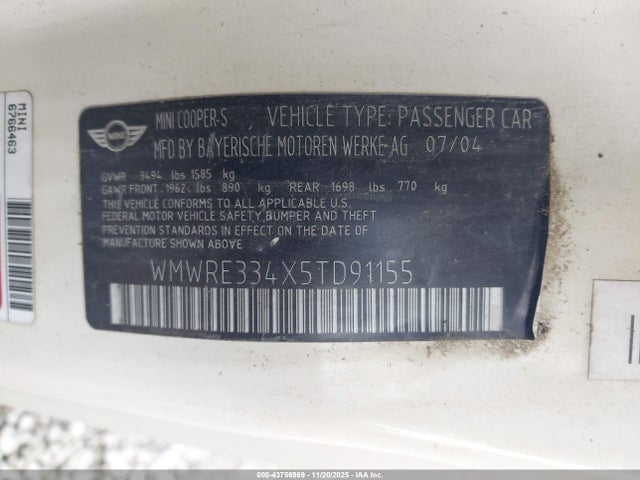 MINI COOPER-S VEHICLE TYPE: PASSENGER CAR
MINI
MFD BY BAYERISCHE MOTOREN WERKE AG 07/04
GVWR 3494 lbs 1585 kg
GAWR FRONT 1962 lbs 890 kg REAR 1698 lbs 770 kg
THIS VEHICLE CONFORMS TO ALL APPLICABLE U.S.
FEDERAL MOTOR VEHICLE SAFETY, BUMPER AND THEFT
PREVENTION STANDARDS IN EFFECT ON THE DATE OF
MANUFACTURE SHOWN ABOVE
WMWRE334X5TD91155
MINI
6766463
000-43756969 | 11/20/2025 - IAAI